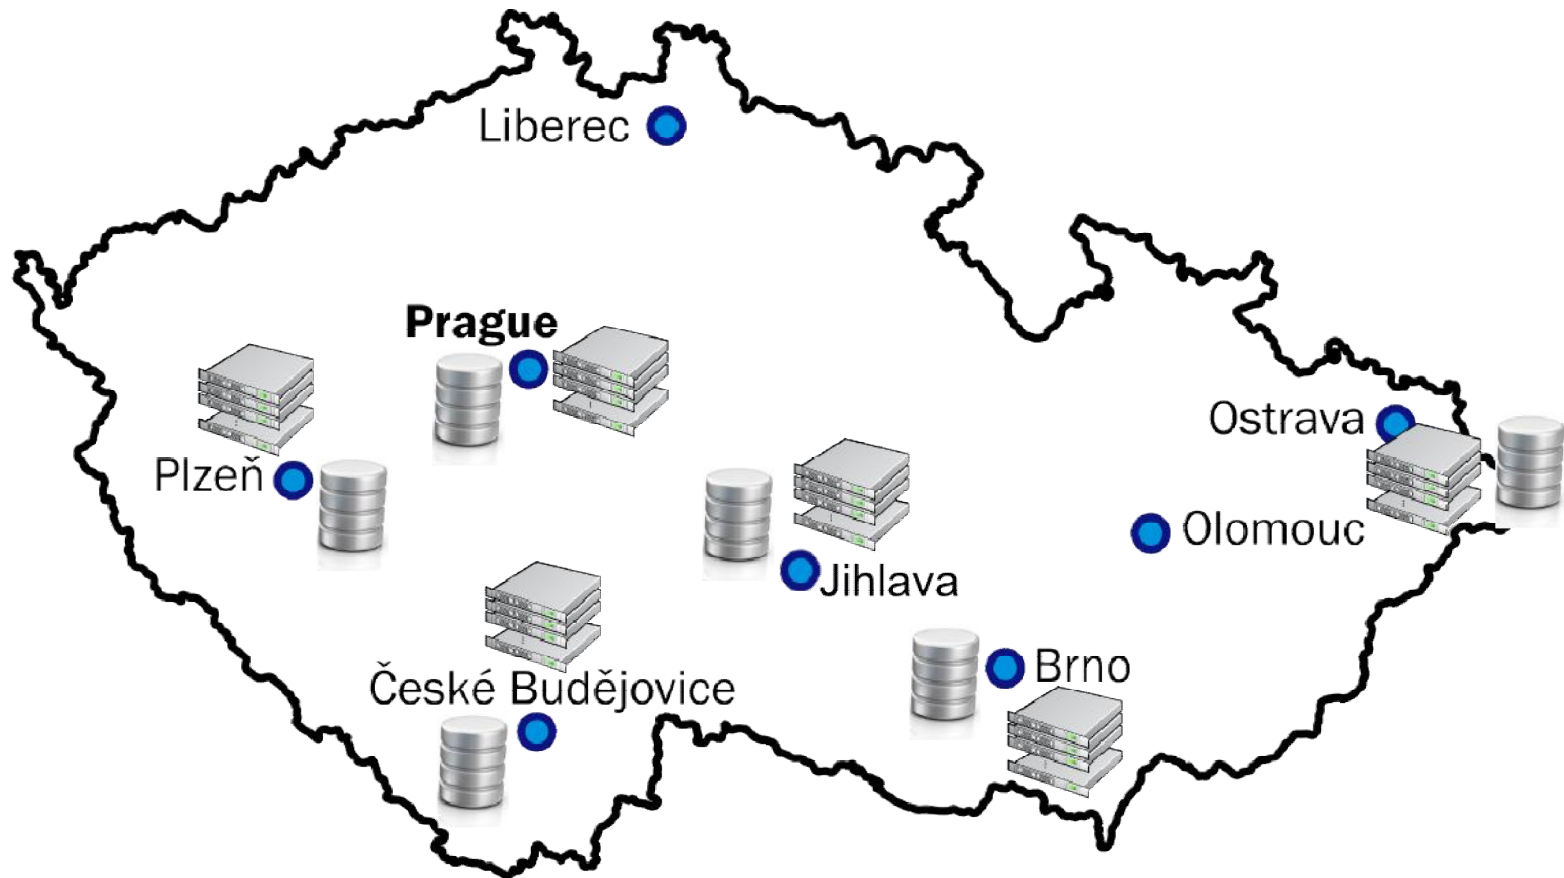 Liberec
Prague
Ostrava
Plzeň
Olomouc
Jihlava
Brno
České Budějovice